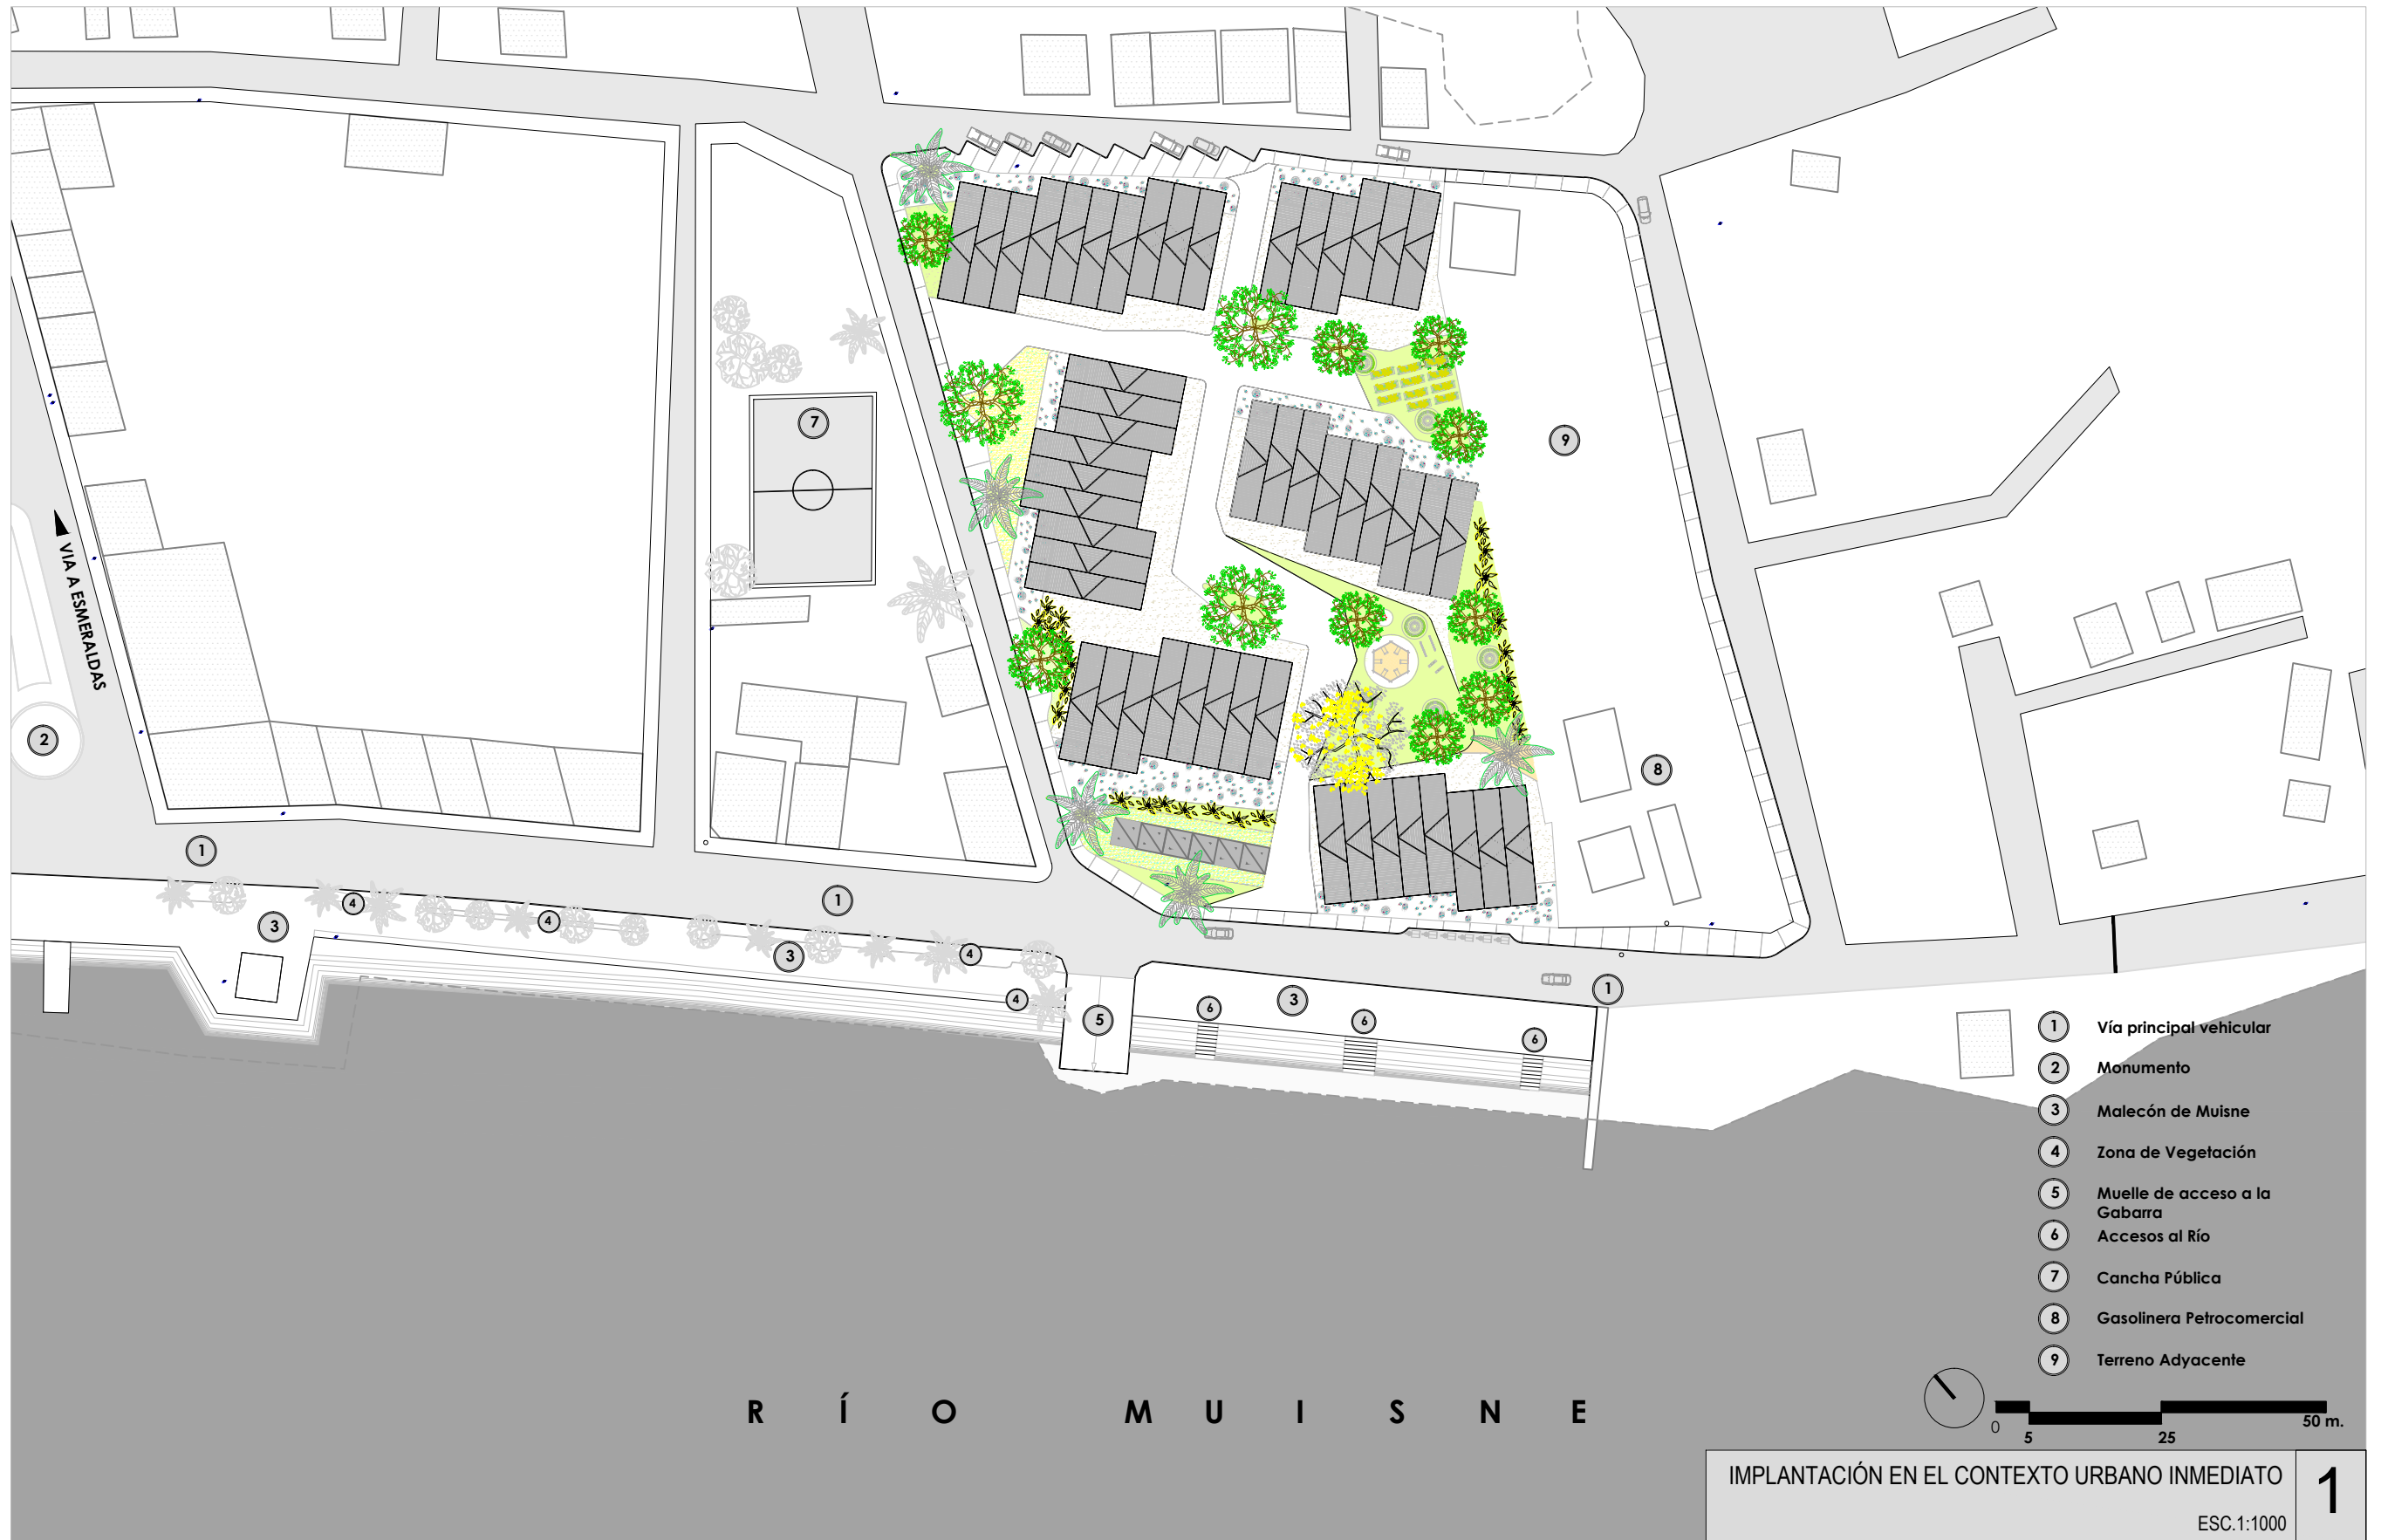 7
9
VIA A ESMERALDAS
2
8
1
1
4
4
3
3
4
4
5
6
3
6
6
1
1 Vía principal vehicular
2 Monumento
3 Malecón de Muisne
4 Zona de Vegetación
5 Muelle de acceso a la
Gabarra
6 Accesos al Río
7 Cancha Pública
8 Gasolinera Petrocomercial
9 Terreno Adyacente
RÍO MUISNE
0 5 25 50 m.
IMPLANTACIÓN EN EL CONTEXTO URBANO INMEDIATO
1
ESC.1:1000